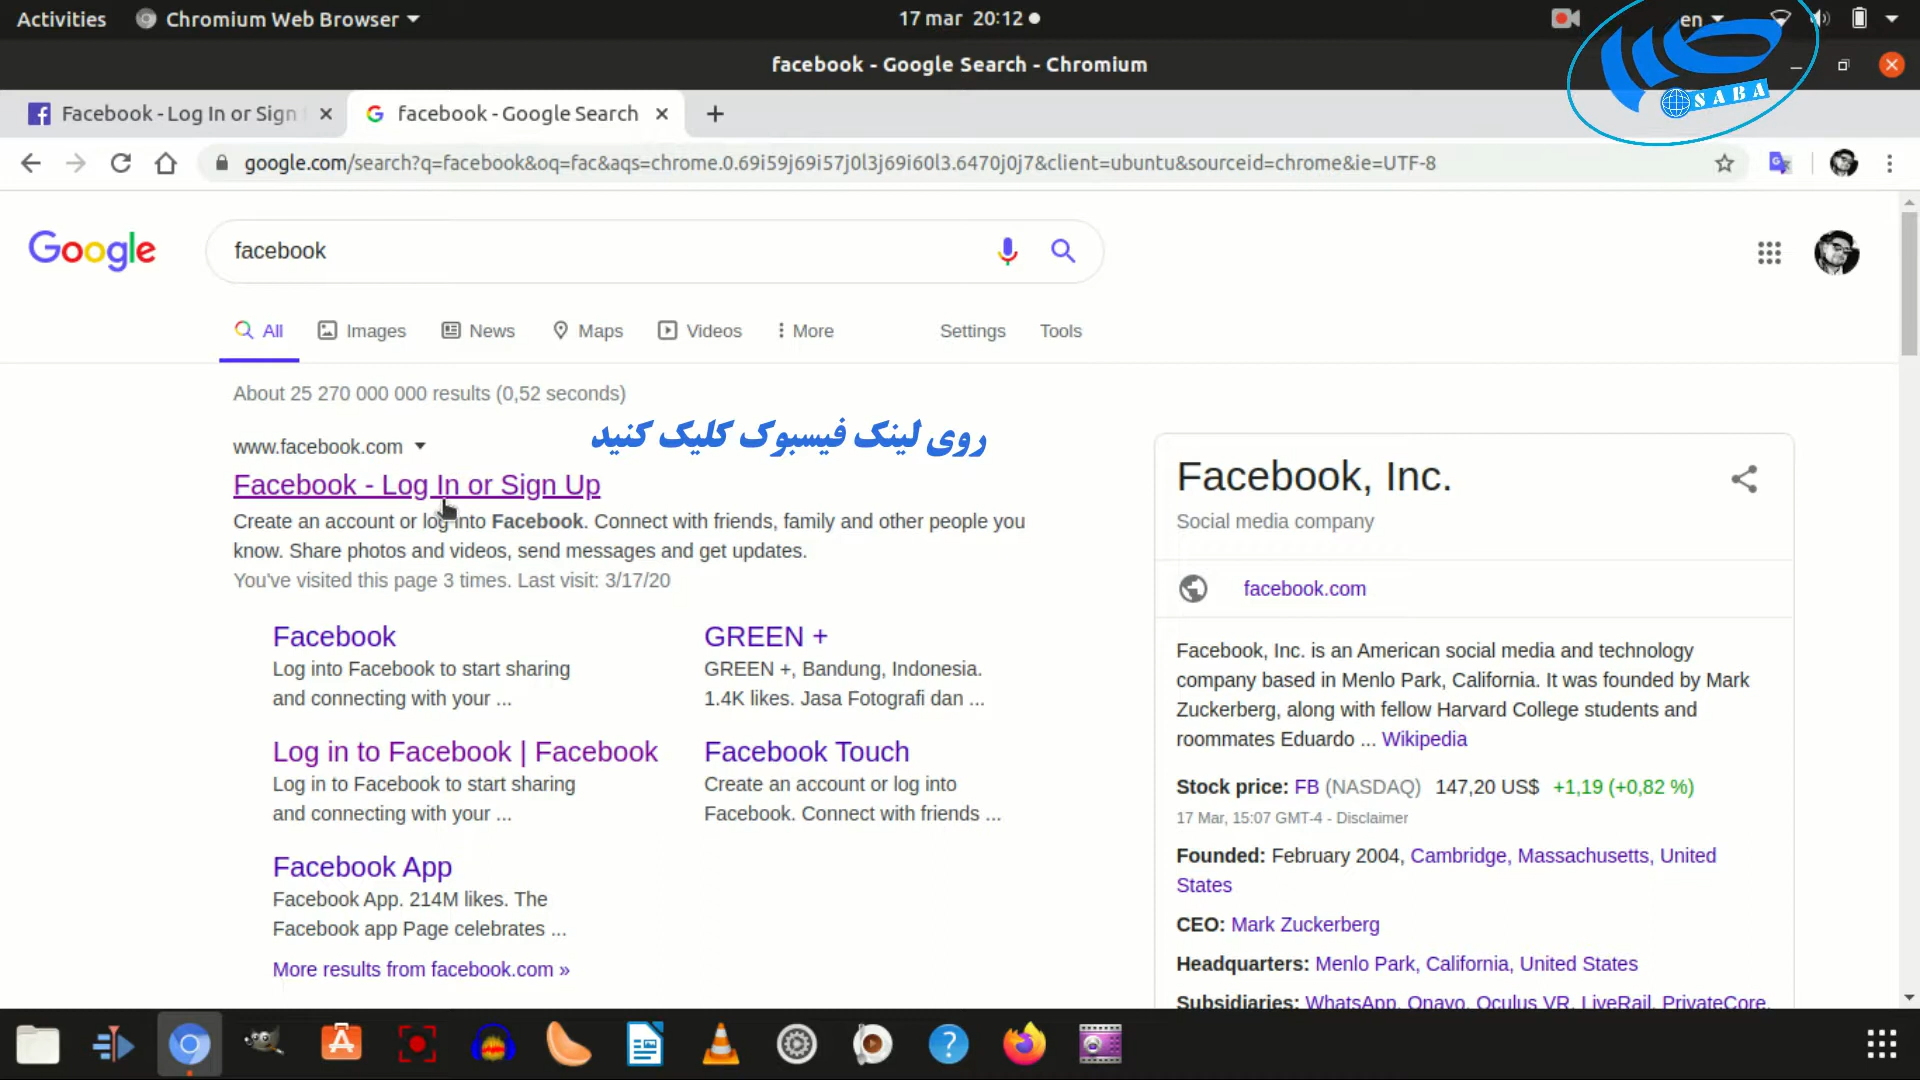 Activities
Chromium Web Browser
17 mar 20:12
en
facebook - Google Search - Chromium
SABA
Facebook - Log In or Sign
facebook - Google Search
google.com/search?q=facebook&oq=fac&aqs=chrome.0.69i59j69i57j0l3j69i60l3.6470j0j7&client=ubuntu&sourceid=chrome&ie=UTF-8
Google
facebook
All
Images
News
Maps
Videos
More
Settings
Tools
About 25 270 000 000 results (0,52 seconds)
روی لینک فیسبوک کلیک کنید
www.facebook.com
Facebook - Log In or Sign Up
Create an account or log into Facebook. Connect with friends, family and other people you
know. Share photos and videos, send messages and get updates.
You've visited this page 3 times. Last visit: 3/17/20
Facebook
Log into Facebook to start sharing
and connecting with your ...
GREEN +
GREEN +, Bandung, Indonesia.
1.4K likes. Jasa Fotografi dan ...
Log in to Facebook | Facebook
Log in to Facebook to start sharing
and connecting with your ...
Facebook Touch
Create an account or log into
Facebook. Connect with friends ...
Facebook App
Facebook App. 214M likes. The
Facebook app Page celebrates ...
More results from facebook.com »
Facebook, Inc.
Social media company
facebook.com
Facebook, Inc. is an American social media and technology
company based in Menlo Park, California. It was founded by Mark
Zuckerberg, along with fellow Harvard College students and
roommates Eduardo ... Wikipedia
Stock price: FB (NASDAQ) 147,20 US$ +1,19 (+0,82 %)
17 Mar, 15:07 GMT-4 - Disclaimer
Founded: February 2004, Cambridge, Massachusetts, United
States
CEO: Mark Zuckerberg
Headquarters: Menlo Park, California, United States
Subsidiaries: WhatsApp, Onavo, Oculus VR, LiveRail, PrivateCore,